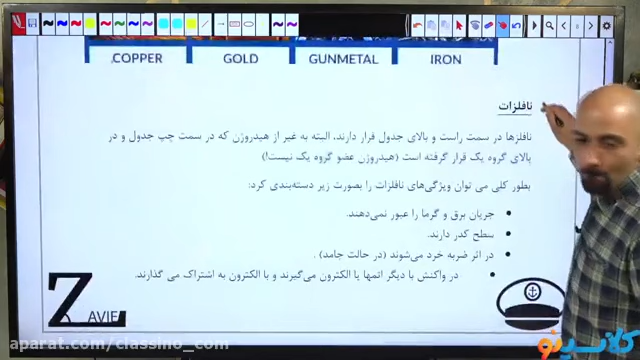 COPPER GOLD GUNMETAL IRON
نافلزات
نافلزها در سمت راست و بالای جدول قرار دارند، البته به غیر از هیدروژن که در سمت چپ جدول و در
بالای گروه یک قرار گرفته است (هیدروژن عضو گروه یک نیست!)
بطور کلی می توان ویژگی‌های نافلزات را بصورت زیر دسته‌بندی کرد:
جریان برق و گرما را عبور نمی‌دهند.
سطح کدر دارند.
در اثر ضربه خرد می‌شوند (در حالت جامد) .
در واکنش با دیگر اتمها یا الکترون می‌گیرند و با الکترون به اشتراک می گذارند.
ZAVIEL
aparat.com/classino_com
کلاسینو